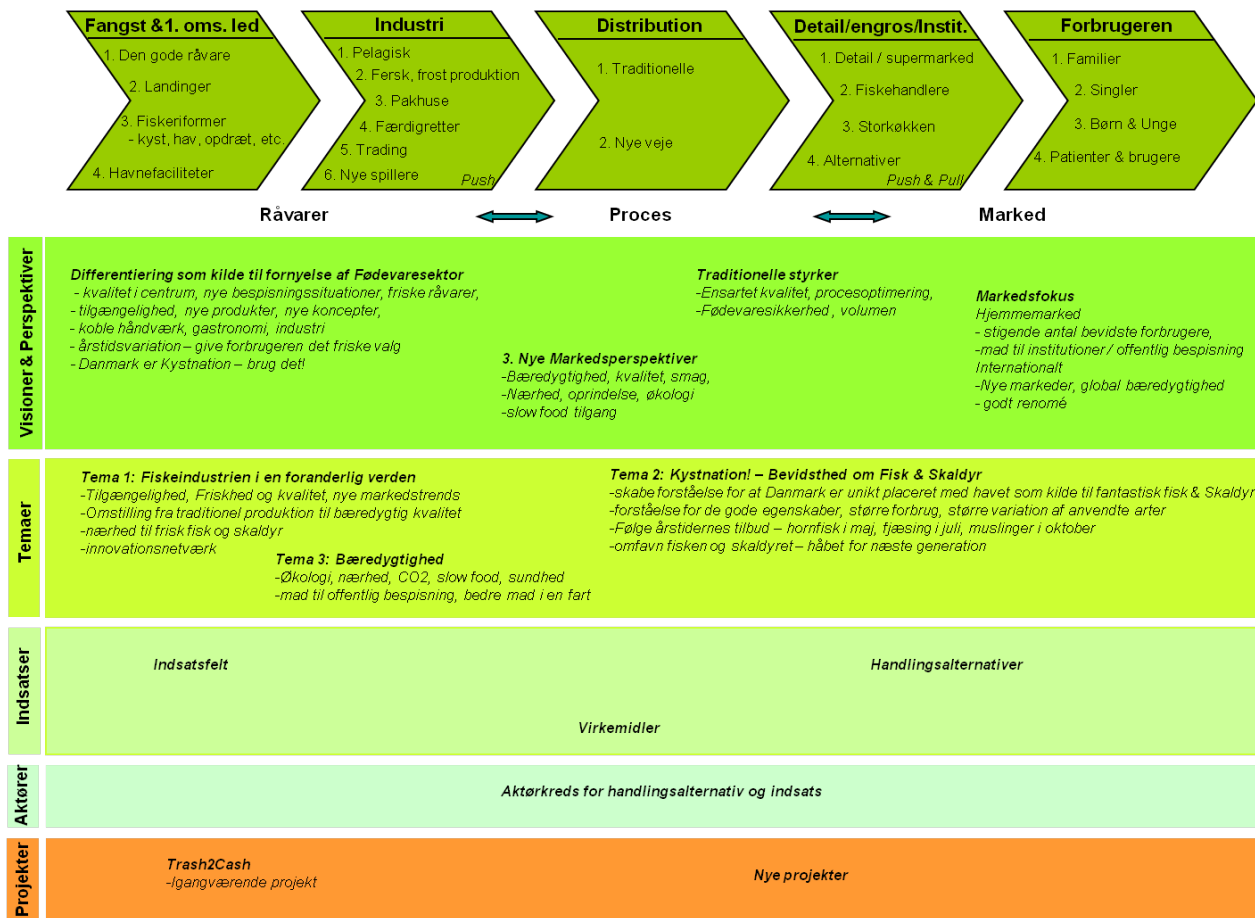 Fangst &1. oms. led
1. Den gode råvare
2. Landinger
3. Fiskeriformer
- kyst, hav, opdræt, etc.
4. Havnefaciliteter
Industri
1. Pelagisk
2. Fersk, frost produktion
3. Pakhuse
4. Færdigretter
5. Trading
6. Nye spillere
Push
Distribution
1. Traditionelle
2. Nye veje
Detail/engros/Instit.
1. Detail / supermarked
2. Fiskehandlere
3. Storkøkken
4. Alternativer
Push & Pull
Forbrugeren
1. Familier
2. Singler
3. Børn & Unge
4. Patienter & brugere
Råvarer
Proces
Marked
Visioner & Perspektiver
Differentiering som kilde til fornyelse af Fødevaresektor
- kvalitet i centrum, nye bespisningssituationer, friske råvarer,
- tilgængelighed, nye produkter, nye koncepter,
- koble håndværk, gastronomi, industri
- årstidsvariation – give forbrugeren det friske valg
- Danmark er Kystnation – brug det!
3. Nye Markedsperspektiver
-Bæredygtighed, kvalitet, smag,
-Nærhed, oprindelse, økologi
-slow food tilgang
Traditionelle styrker
-Ensartet kvalitet, procesoptimering,
-Fødevaresikkerhed, volumen
Markedsfokus
Hjemmemarked
- stigende antal bevidste forbrugere,
-mad til institutioner / offentlig bespisning
Internationalt
-Nye markeder, global bæredygtighed
- godt renomé
Temaer
Tema 1: Fiskeindustrien i en foranderlig verden
-Tilgængelighed, Friskhed og kvalitet, nye markedstrends
-Omstilling fra traditionel produktion til bæredygtig kvalitet
-nærhed til frisk fisk og skaldyr
-innovationsnetværk
Tema 3: Bæredygtighed
-Økologi, nærhed, CO2, slow food, sundhed
-mad til offentlig bespisning, bedre mad i en fart
Tema 2: Kystnation! – Bevidsthed om Fisk & Skaldyr
-skabe forståelse for at Danmark er unikt placeret med havet som kilde til fantastisk fisk & Skaldyr
-forståelse for de gode egenskaber, større forbrug, større variation af anvendte arter
-Følge årstidernes tilbud – hornfisk i maj, fjæsing i juli, muslinger i oktober
-omfavn fisken og skaldyret – håbet for næste generation
Indsatser
Indsatsfelt
Handlingsalternativer
Virkemidler
Aktører
Aktørkreds for handlingsalternativ og indsats
Projekter
Trash2Cash
-Igangværende projekt
Nye projekter